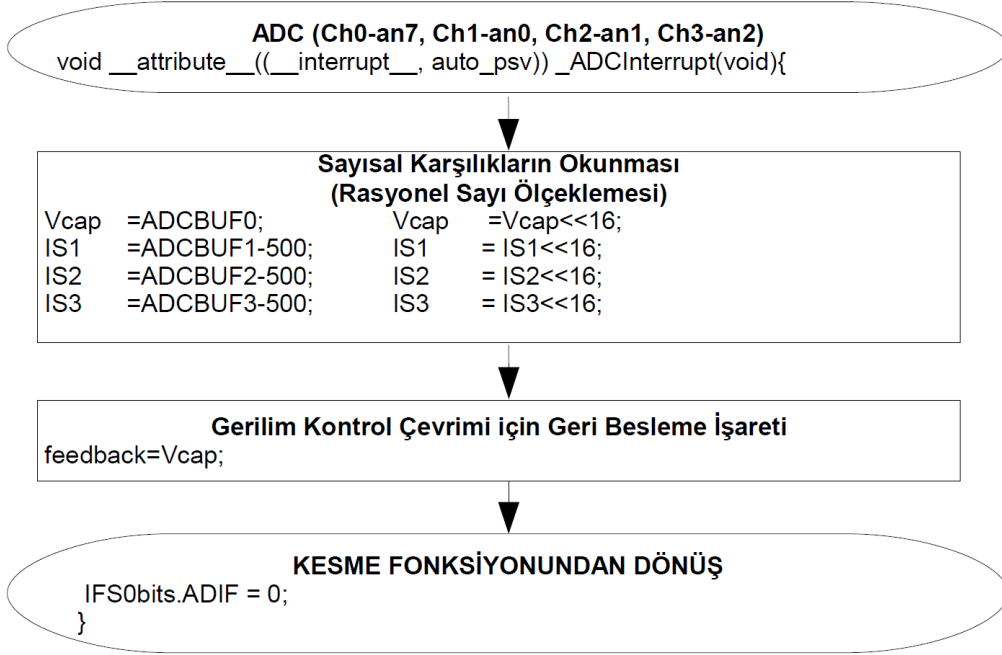 ADC (Ch0-an7, Ch1-an0, Ch2-an1, Ch3-an2)
void __attribute__((__interrupt__, auto_psv)) _ADCInterrupt(void){
Sayısal Karşılıkların Okunması
(Rasyonel Sayı Ölçeklemesi)
Vcap =ADCBUF0; Vcap =Vcap<<16;
IS1 =ADCBUF1-500; IS1 = IS1<<16;
IS2 =ADCBUF2-500; IS2 = IS2<<16;
IS3 =ADCBUF3-500; IS3 = IS3<<16;
Gerilim Kontrol Çevrimi için Geri Besleme İşareti
feedback=Vcap;
KESME FONKSİYONUNDAN DÖNÜŞ
IFS0bits.ADIF = 0;
}